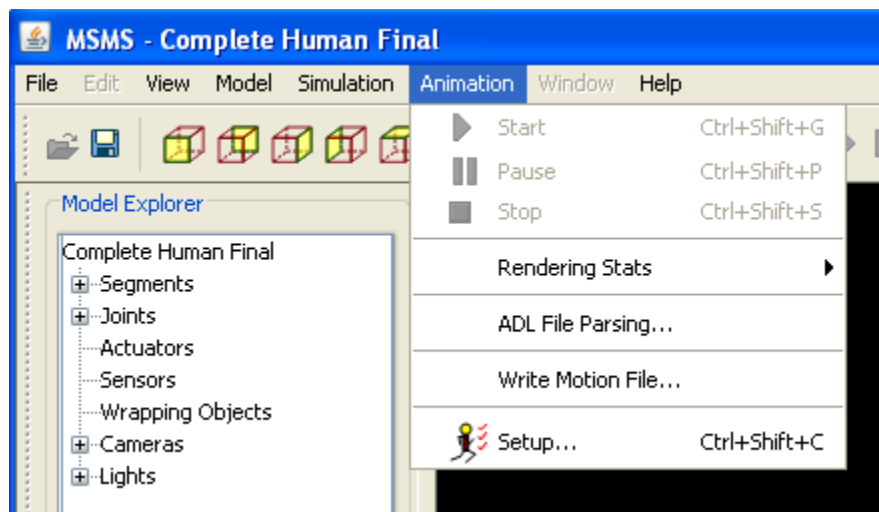 MSMS - Complete Human Final
File Edit View Model Simulation Animation Window Help
Start Ctrl+Shift+G
Pause Ctrl+Shift+P
Stop Ctrl+Shift+S
Rendering Stats
ADL File Parsing...
Write Motion File...
Setup... Ctrl+Shift+C
Model Explorer
Complete Human Final
Segments
Joints
Actuators
Sensors
Wrapping Objects
Cameras
Lights